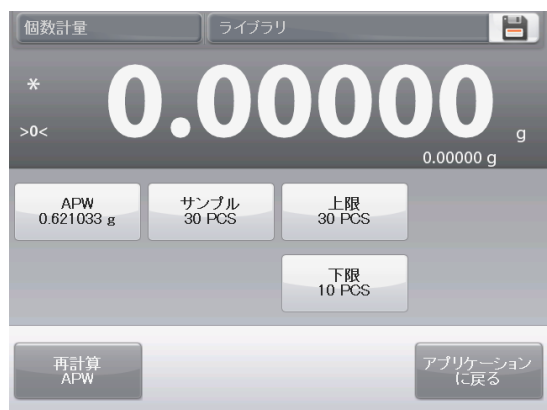 個数計量 ライブラリ
*
0.00000 g
>0<
0.00000 g
APW
0.621033 g
サンプル
30 PCS
上限
30 PCS
下限
10 PCS
再計算
APW
アプリケーション
に戻る